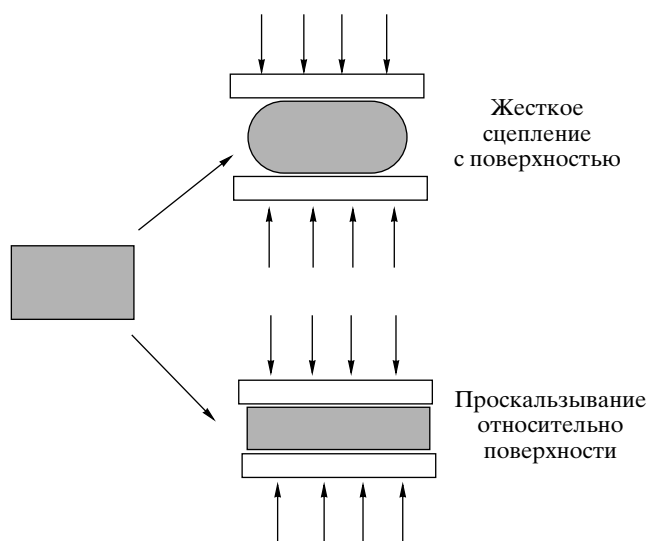 Жесткое
сцепление
с поверхностью
Проскальзывание
относительно
поверхности